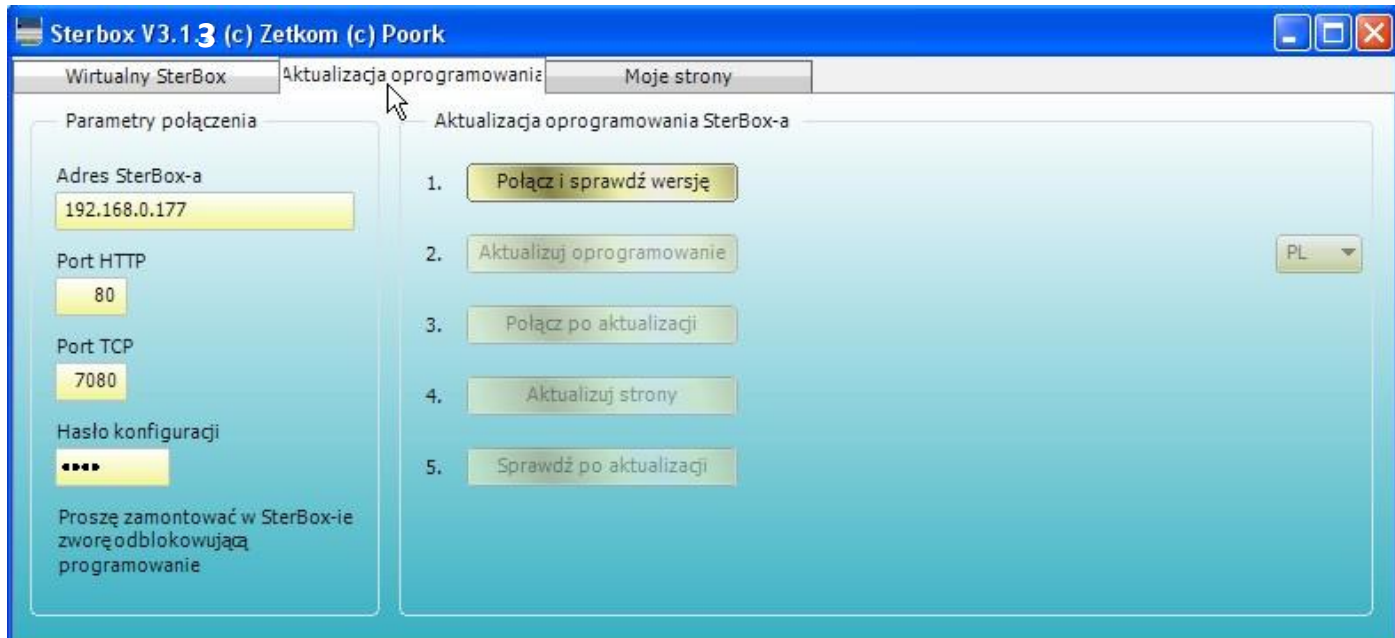 Sterbox V3.1.3 (c) Zetkom (c) Poork
Wirtualny SterBox
Aktualizacja oprogramowania
Moje strony
Parametry połączenia
Adres SterBox-a
192.168.0.177
Port HTTP
80
Port TCP
7080
Hasło konfiguracji
••••
Proszę zamontować w SterBox-ie
zworę odblokowującą
programowanie
Aktualizacja oprogramowania SterBox-a
1. Połącz i sprawdź wersję
2. Aktualizuj oprogramowanie
PL
3. Połącz po aktualizacji
4. Aktualizuj strony
5. Sprawdź po aktualizacji